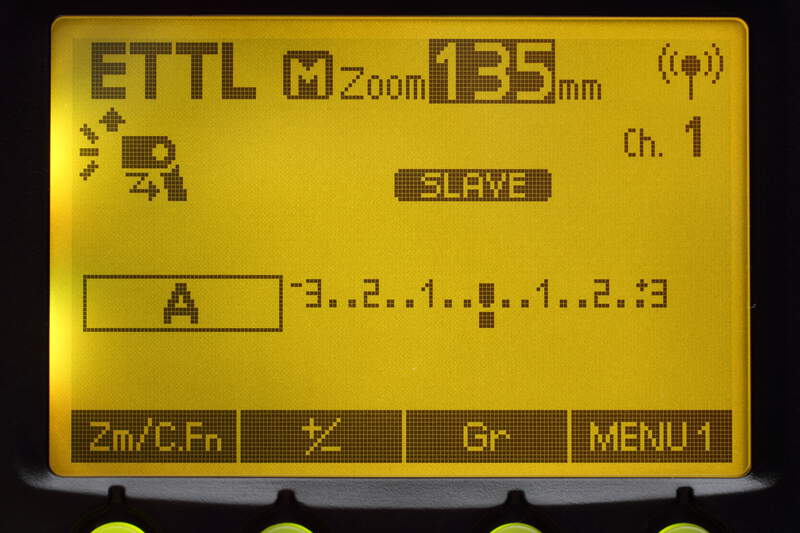 ETTL M Zoom 135mm
Ch. 1
SLAVE
A -3..2..1..0..1..2..+3
Zm/C.Fn +/- Gr MENU 1